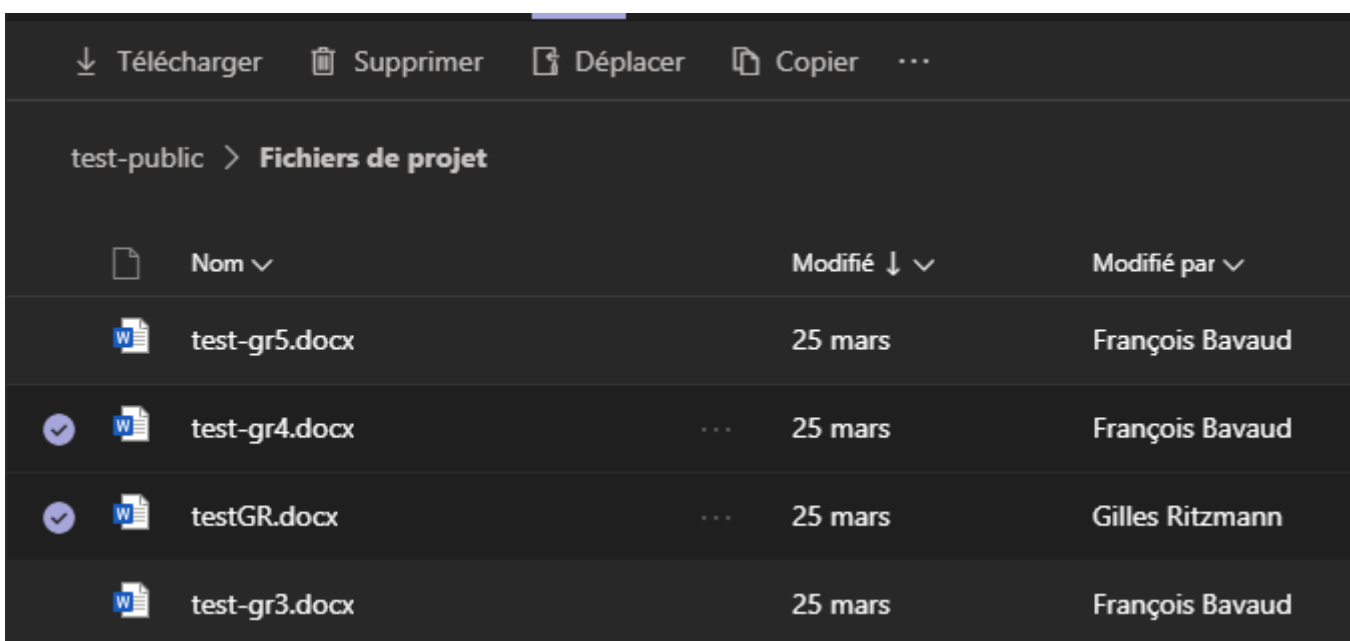 Télécharger Supprimer Déplacer Copier ...
test-public > Fichiers de projet
Nom Modifié ↓ Modifié par
test-gr5.docx 25 mars François Bavaud
test-gr4.docx ... 25 mars François Bavaud
testGR.docx ... 25 mars Gilles Ritzmann
test-gr3.docx 25 mars François Bavaud